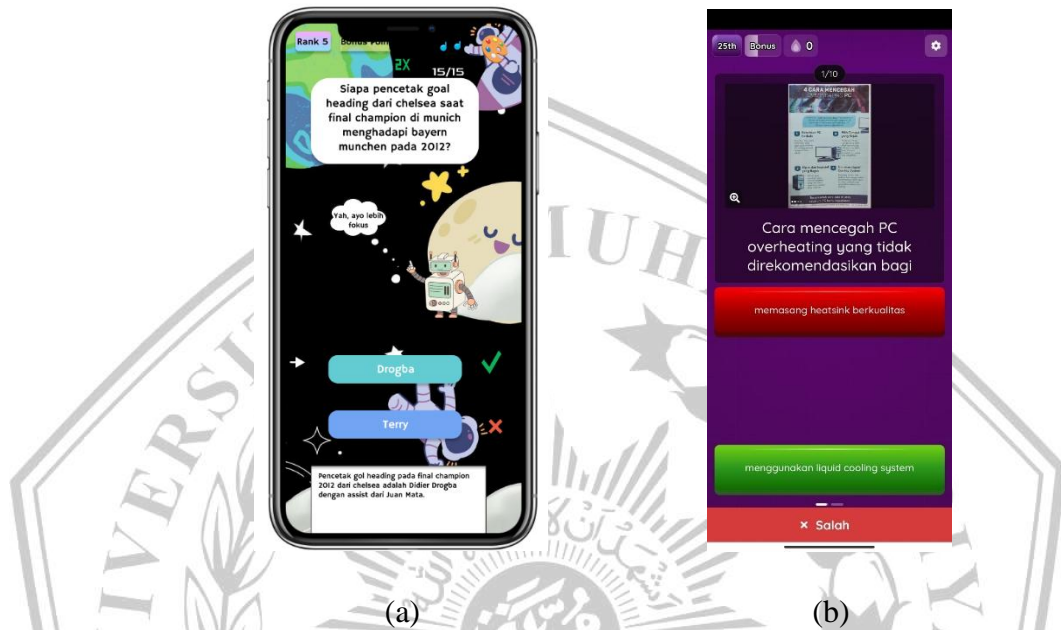 Rank 5
2X
15/15
Siapa pencetak goal
heading dari chelsea saat
final champion di munich
menghadapi bayern
munchen pada 2012?
Yah, ayo lebih
fokus
Drogba
Terry
Pencetak gol heading pada final champion
2012 dari chelsea adalah Didier Drogba
dengan assist dari Juan Mata.
(a)
25th
Bonus
0
1/10
4 CARA MENCEGAH
PC
Cara mencegah PC
overheating yang tidak
direkomendasikan bagi
memasang heatsink berkualitas
menggunakan liquid cooling system
× Salah
(b)
MUH
IVERSIT